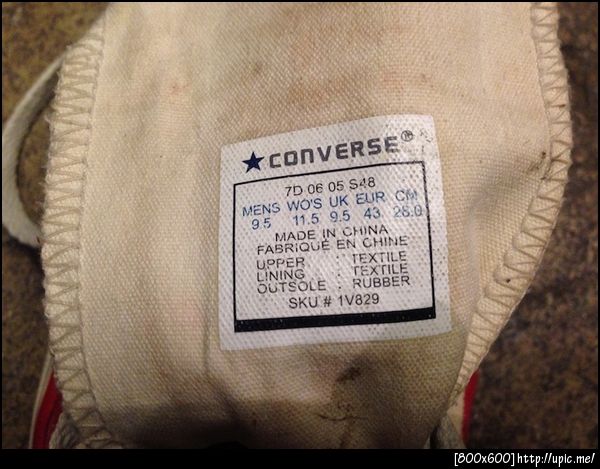 ★CONVERSE®
7D 06 05 S48
MENS WO'S UK EUR CM
9.5 11.5 9.5 43 28.0
MADE IN CHINA
FABRIQUÉ EN CHINE
UPPER : TEXTILE
LINING : TEXTILE
OUTSOLE : RUBBER
SKU # 1V829
[800x600]http://upic.me/